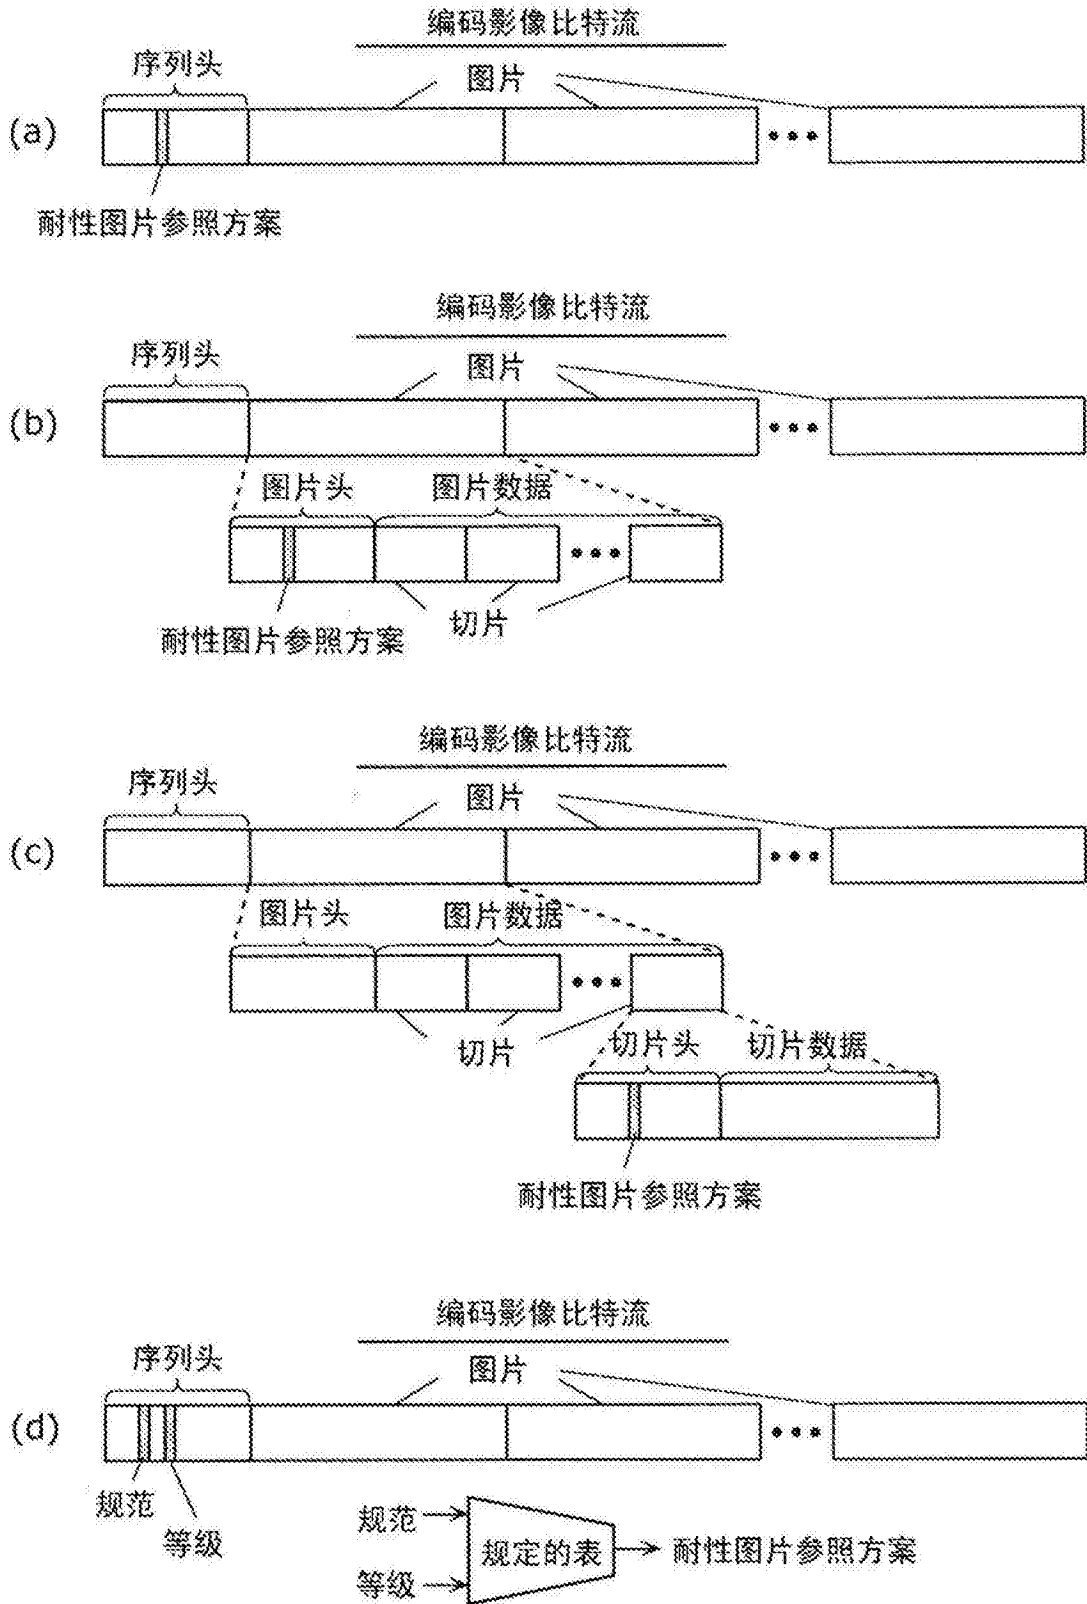 编码影像比特流
序列头
图片
(a)
耐性图片参照方案
编码影像比特流
序列头
图片
(b)
图片头
图片数据
切片
耐性图片参照方案
编码影像比特流
序列头
图片
(c)
图片头
图片数据
切片
切片头
切片数据
耐性图片参照方案
编码影像比特流
序列头
图片
(d)
规范
等级
规范
规定的表
耐性图片参照方案
等级